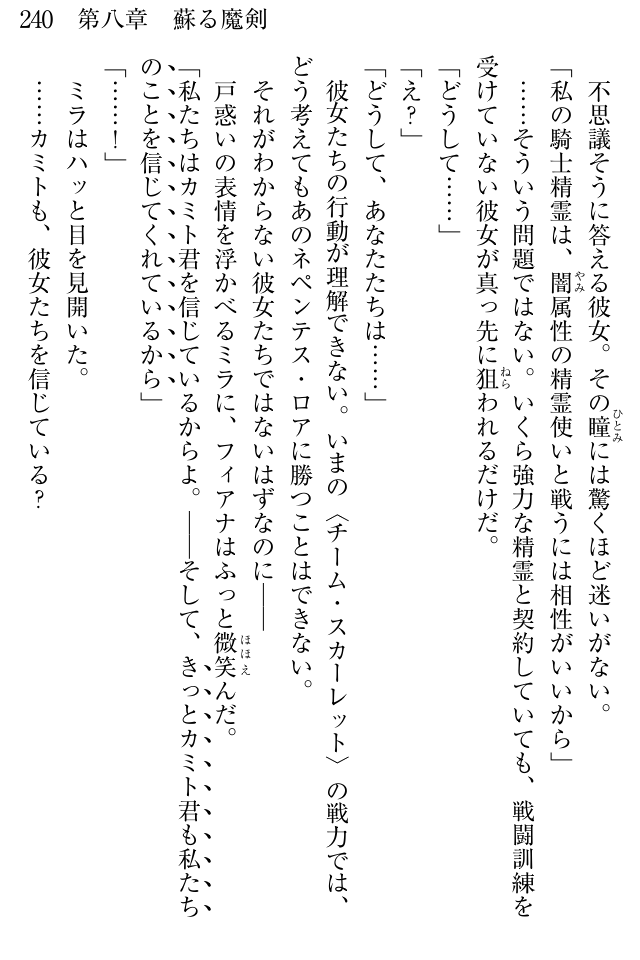 240 第八章 蘇る魔剣
不思議そうに答える彼女。その瞳には驚くほど迷いがない。
「私の騎士精霊は、闇属性の精霊使いと戦うには相性がいいから」
……そういう問題ではない。いくら強力な精霊と契約していても、戦闘訓練を
受けていない彼女が真っ先に狙われるだけだ。
「どうして……」
「え?」
「どうして、あなたたちは……」
彼女たちの行動が理解できない。いまの〈チーム・スカーレット〉の戦力では、
どう考えてもあのネペンテス・ロアに勝つことはできない。
それがわからない彼女たちではないはずなのに――
戸惑いの表情を浮かべるミラに、フィアナはふっと微笑んだ。
「私たちはカミト君を信じているからよ。――そして、きっとカミト君も私たち
のことを信じてくれているから」
「……!」
ミラはハッと目を見開いた。
……カミトも、彼女たちを信じている?